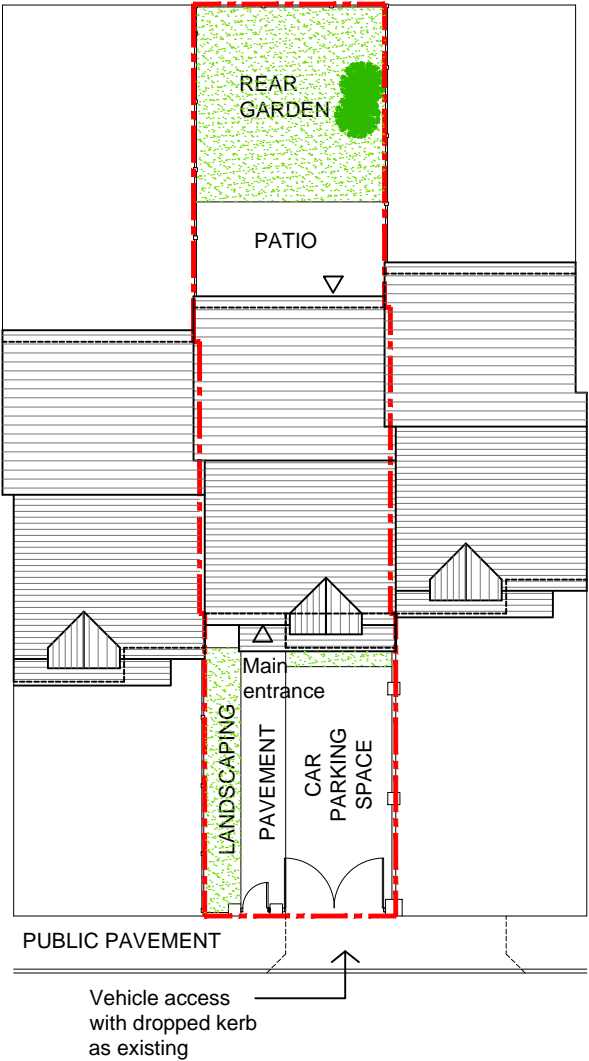 REAR
GARDEN
PATIO
Main
entrance
LANDSCAPING
PAVEMENT
CAR
PARKING
SPACE
PUBLIC PAVEMENT
Vehicle access
with dropped kerb
as existing